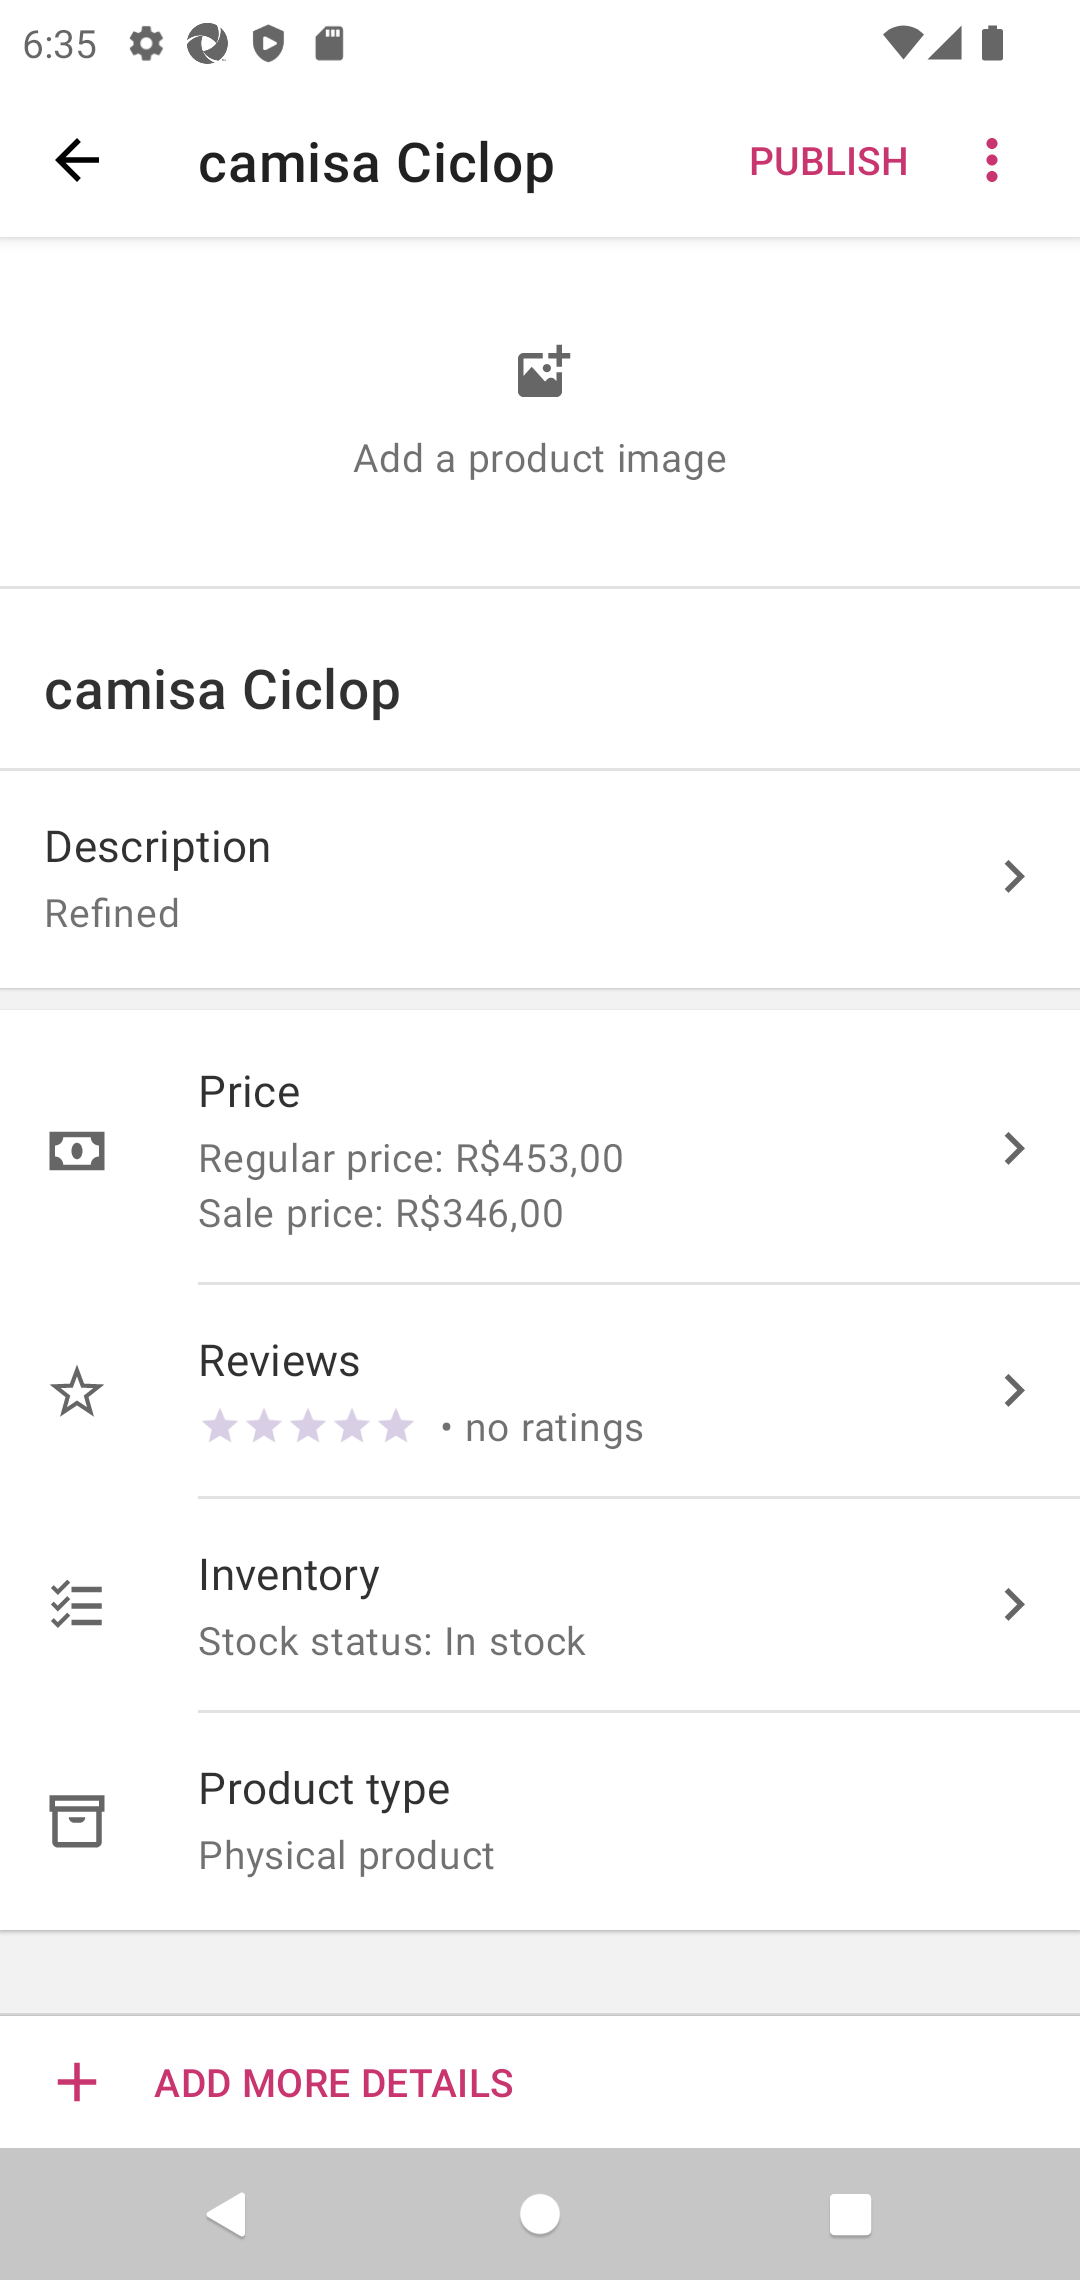 6:35
camisa Ciclop
PUBLISH
Add a product image
camisa Ciclop
Description
Refined
Price
Regular price: R$453,00
Sale price: R$346,00
Reviews
• no ratings
Inventory
Stock status: In stock
Product type
Physical product
ADD MORE DETAILS